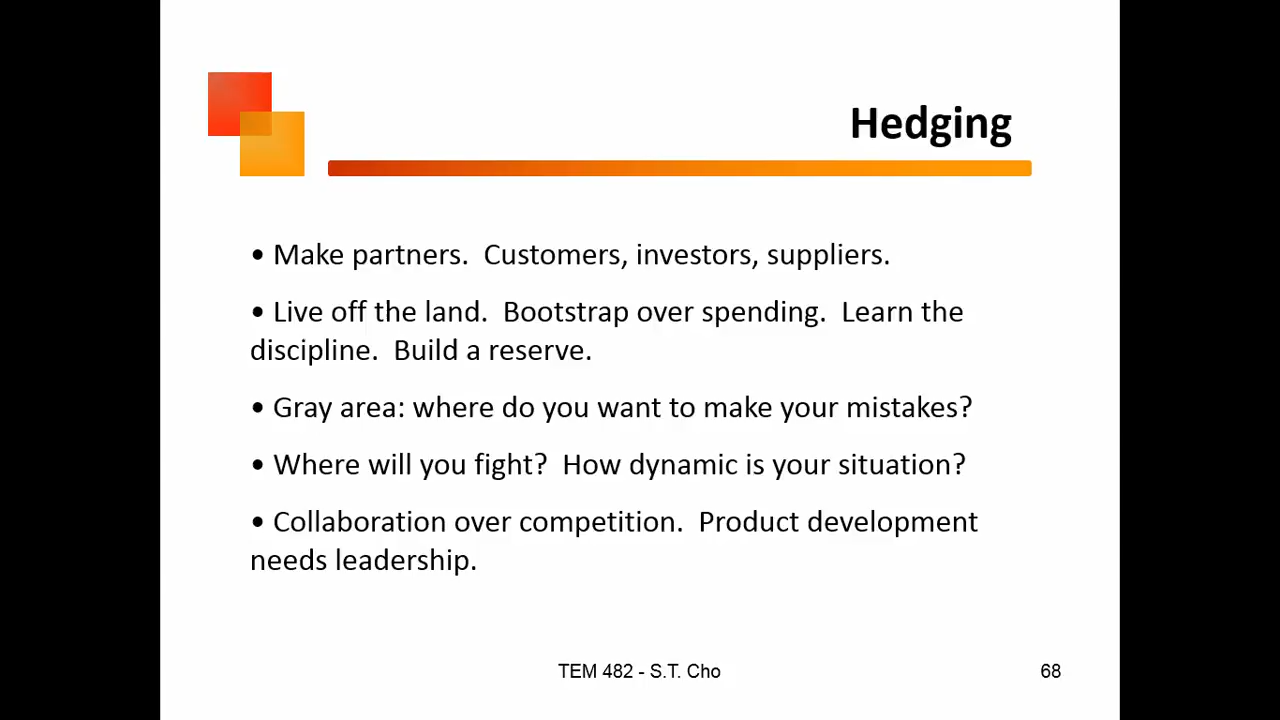 Hedging
• Make partners.  Customers, investors, suppliers.
• Live off the land.  Bootstrap over spending.  Learn the
discipline.  Build a reserve.
• Gray area: where do you want to make your mistakes?
• Where will you fight?  How dynamic is your situation?
• Collaboration over competition.  Product development
needs leadership.
TEM 482 - S.T. Cho
68